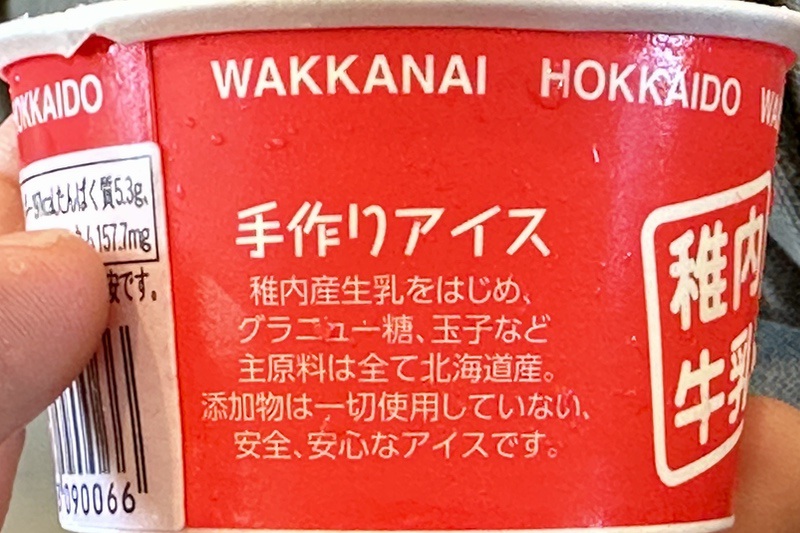 WAKKANAI HOKKAIDO
たんぱく質5.3g、
157.7mg
です。
090066
手作りアイス
稚内産生乳をはじめ、
グラニュー糖、玉子など
主原料は全て北海道産。
添加物は一切使用していない、
安全、安心なアイスです。
稚内
牛乳